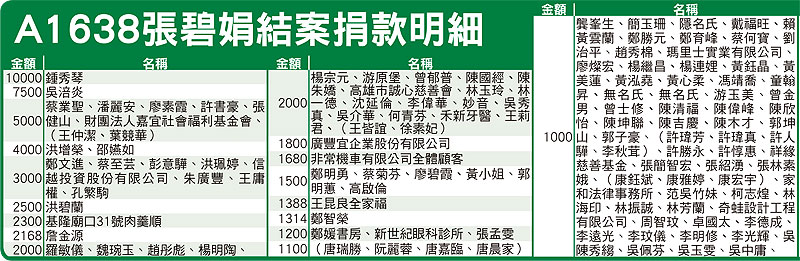 A1638張碧娟結案捐款明細
金額 名稱
10000 鍾秀琴
7500 吳涪炎
5000 蔡業聖、潘麗安、廖素霞、許書豪、張
健山、財團法人嘉宜社會福利基金會、
（王仲潔、葉競華）
4000 洪增榮、邵嬿如
3000 鄭文進、蔡至芸、彭意驊、洪珮婷、信
越投資股份有限公司、朱廣豐、王庸
權、孔繁駒
2500 洪碧蘭
2300 基隆廟口31號肉羹順
2168 詹金源
2000 羅敏儀、魏琬玉、趙彤彪、楊明陶、
金額 名稱
2000 楊宗元、游原堡、曾郁普、陳國經、陳
朱嬌、高雄市誠心慈善會、林玉玲、林
一德、沈延倫、李偉華、妙音、吳秀
真、吳介華、何青芬、禾新牙醫、王莉
君、（王皆誼、徐素妃）
1800 廣豐宜企業股份有限公司
1680 非常機車有限公司全體顧客
1500 鄭明勇、蔡菊芬、廖碧霞、黃小姐、郭
明蕙、高啟倫
1388 王昆良全家福
1314 鄭智榮
1200 鄭媛書房、新世紀眼科診所、張孟雯
1100 （唐瑞勝、阮麗蓉、唐嘉臨、唐晨家）
金額 名稱
1000 龔峯生、簡玉珊、隱名氏、戴福旺、賴
黃雲蘭、鄭勝元、鄭育峰、蔡何寶、劉
治平、趙秀棉、瑪里士實業有限公司、
廖燦宏、楊繼昌、楊連娌、黃鈺晶、黃
美蓮、黃泓堯、黃心柔、馮靖喬、童翰
昇、無名氏、無名氏、游玉美、曾金
男、曾士修、陳清福、陳偉峰、陳欣
怡、陳坤聯、陳吉慶、陳木才、郭坤
山、郭子豪、（許瑋芳、許瑋真、許人
驊、李秋茸）、許勝永、許惇惠、祥緣
慈善基金、張簡智宏、張紹湧、張林素
娥、（康鈺斌、康雅婷、康宏宇）、家
和法律事務所、范吳竹妹、柯志煌、林
海印、林振誠、林芳蘭、奇蛙設計工程
有限公司、周智玟、卓國太、李德成、
李遠光、李玟儀、李明修、李光輝、吳
陳秀綢、吳佩芬、吳玉雯、吳中庸、